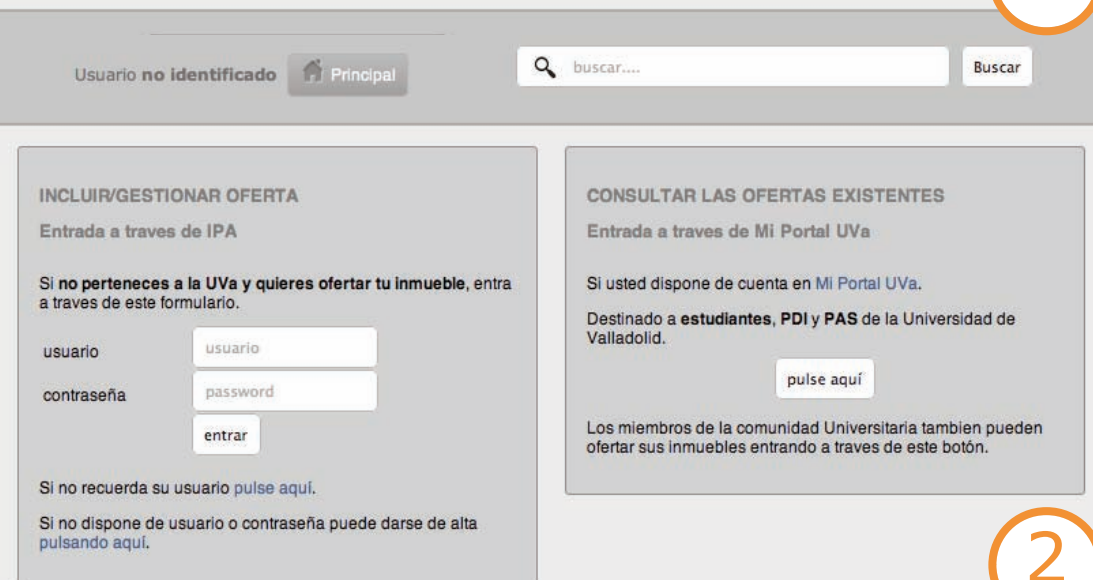 Usuario no identificado
Principal
buscar....
Buscar
INCLUIR/GESTIONAR OFERTA
Entrada a traves de IPA
Si no perteneces a la UVa y quieres ofertar tu inmueble, entra
a traves de este formulario.
usuario
usuario
contraseña
password
entrar
Si no recuerda su usuario pulse aquí.
Si no dispone de usuario o contraseña puede darse de alta
pulsando aquí.
CONSULTAR LAS OFERTAS EXISTENTES
Entrada a traves de Mi Portal UVa
Si usted dispone de cuenta en Mi Portal UVa.
Destinado a estudiantes, PDI y PAS de la Universidad de
Valladolid.
pulse aquí
Los miembros de la comunidad Universitaria tambien pueden
ofertar sus inmuebles entrando a traves de este botón.
2